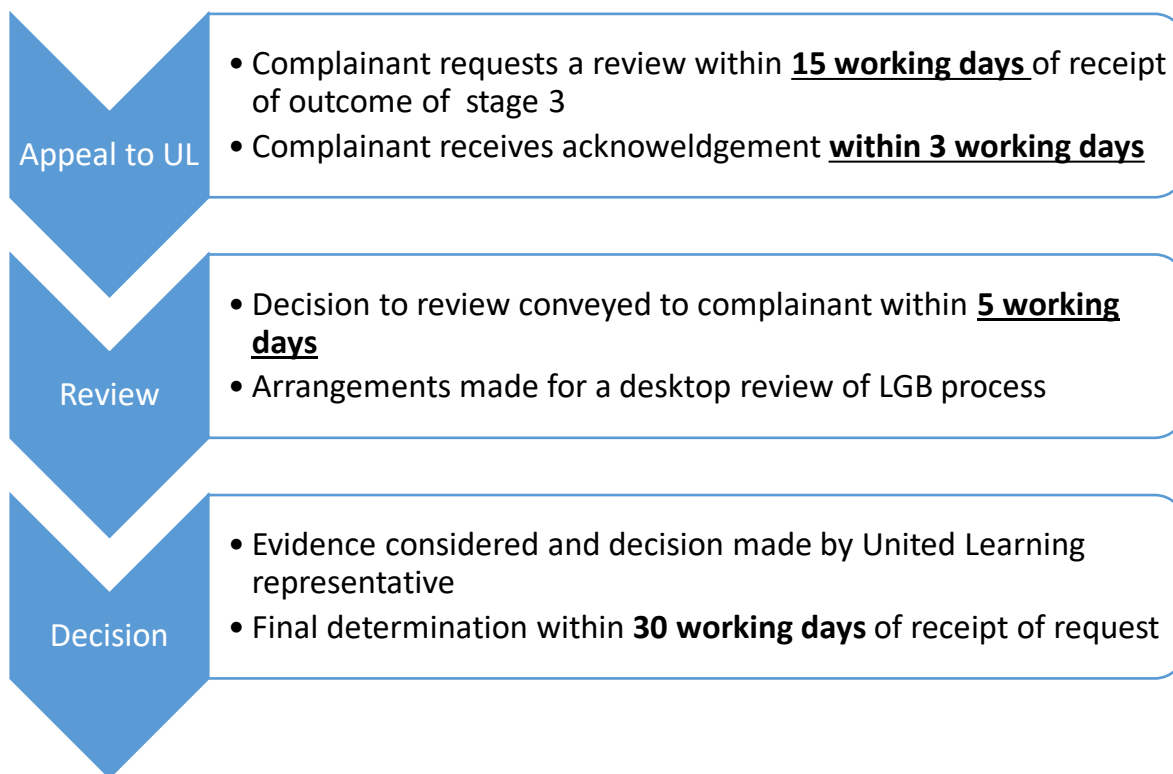 Appeal to UL
• Complainant requests a review within 15 working days of receipt
of outcome of  stage 3
• Complainant receives acknoweldgement within 3 working days
Review
• Decision to review conveyed to complainant within 5 working
days
• Arrangements made for a desktop review of LGB process
Decision
• Evidence considered and decision made by United Learning
representative
• Final determination within 30 working days of receipt of request